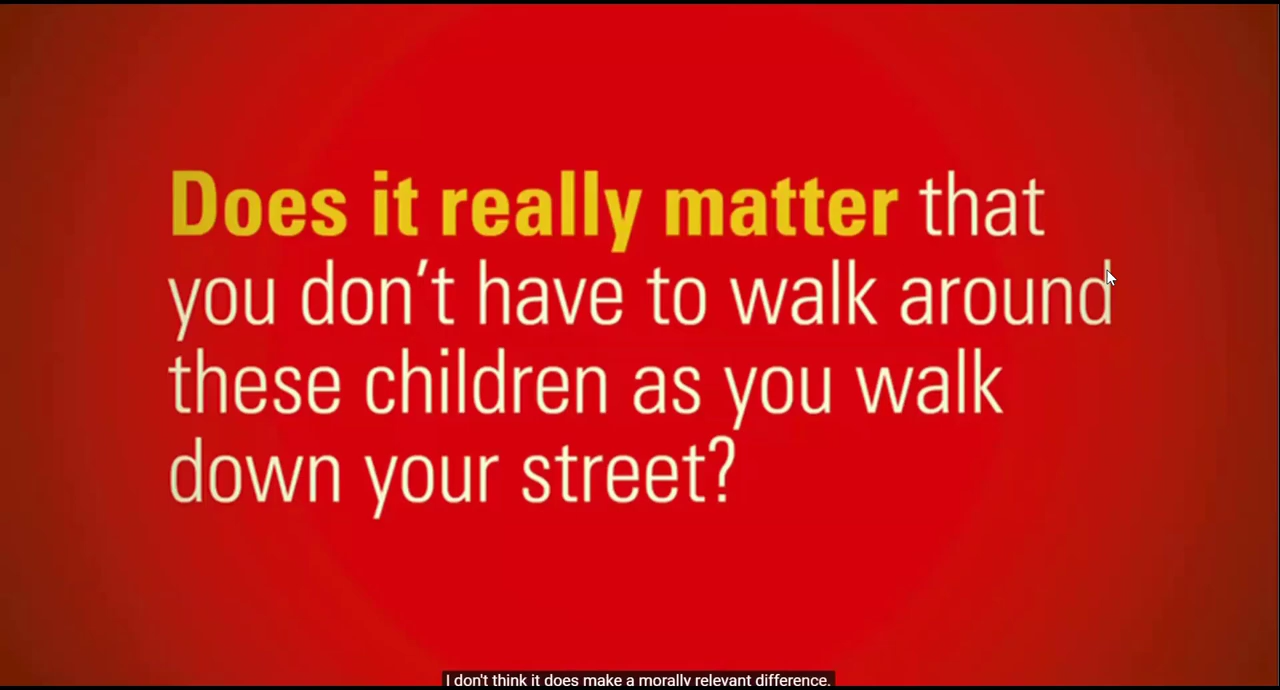 Does it really matter that
you don’t have to walk around
these children as you walk
down your street?
I don't think it does make a morally relevant difference.